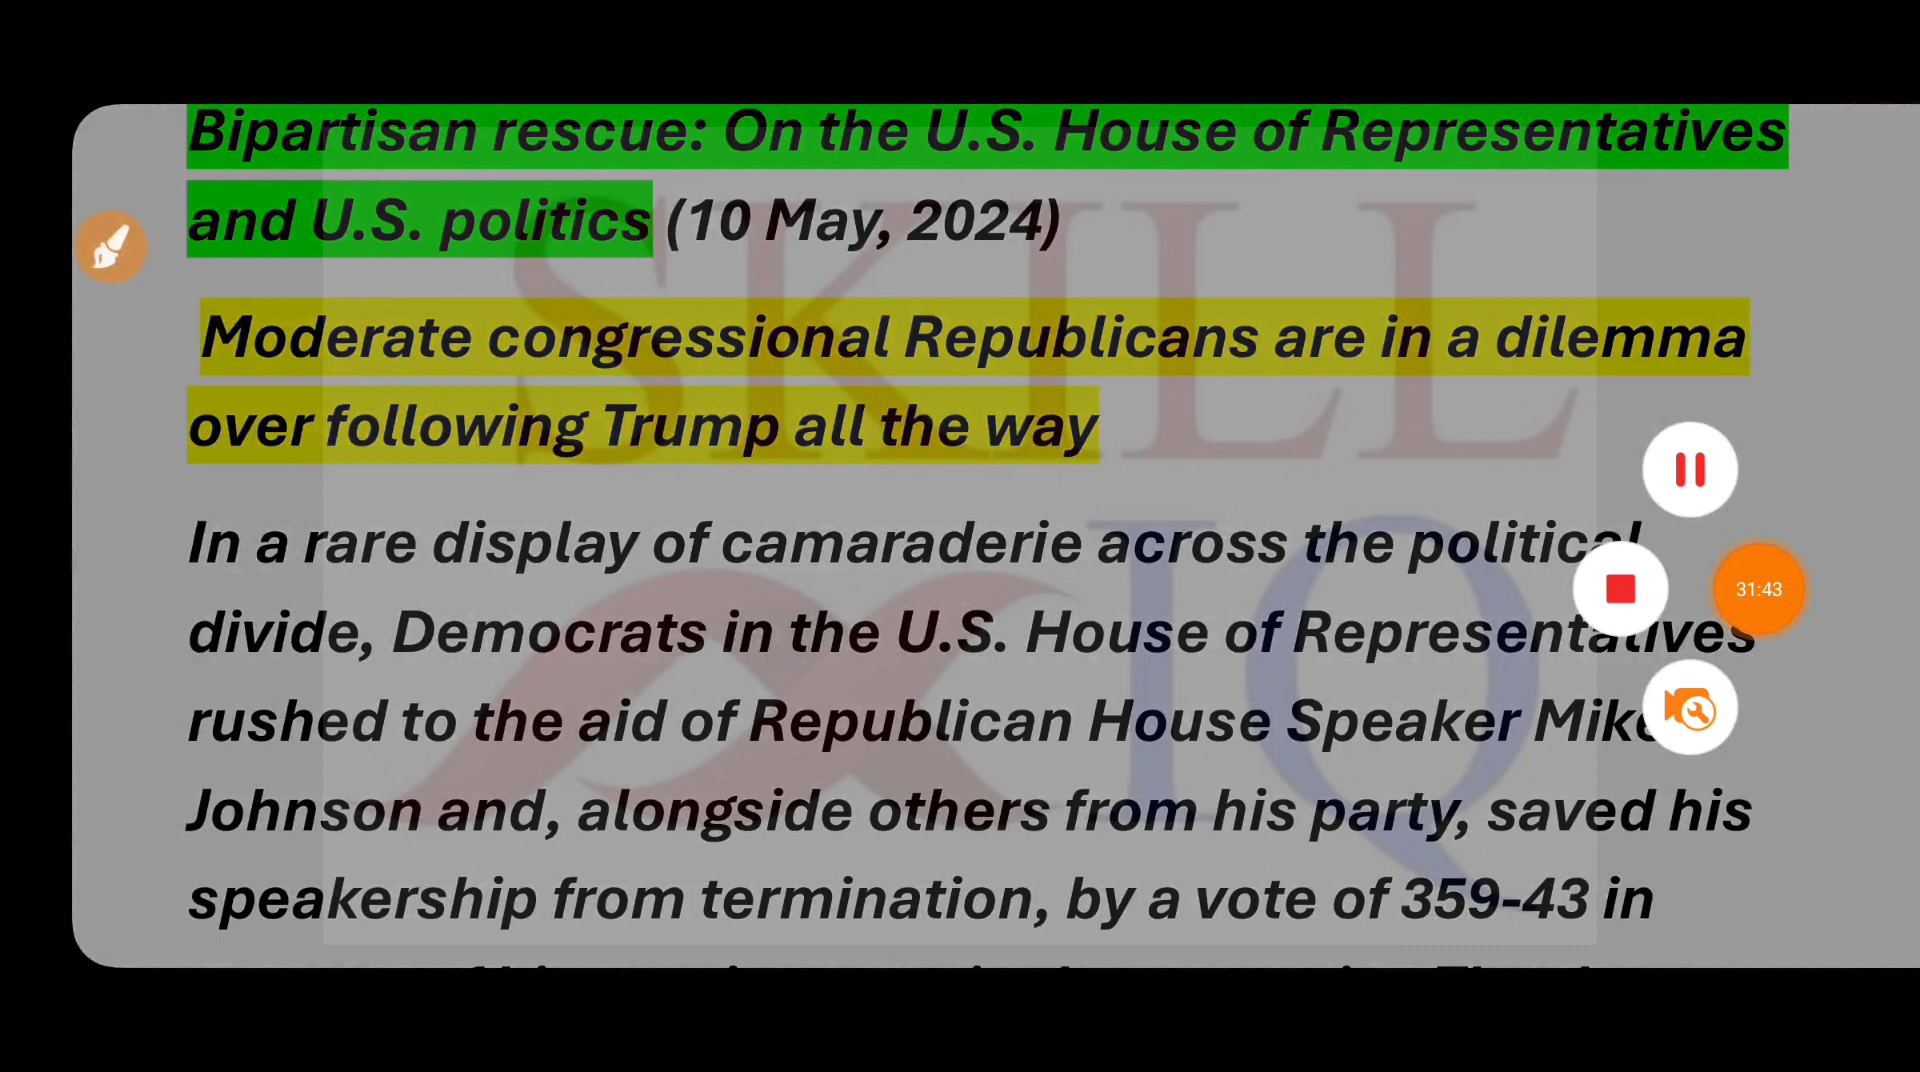 Bipartisan rescue: On the U.S. House of Representatives
and U.S. politics (10 May, 2024)
Moderate congressional Republicans are in a dilemma
over following Trump all the way
In a rare display of camaraderie across the political
divide, Democrats in the U.S. House of Representatives
rushed to the aid of Republican House Speaker Mike
Johnson and, alongside others from his party, saved his
speakership from termination, by a vote of 359-43 in
SKILL
IQ
31:43